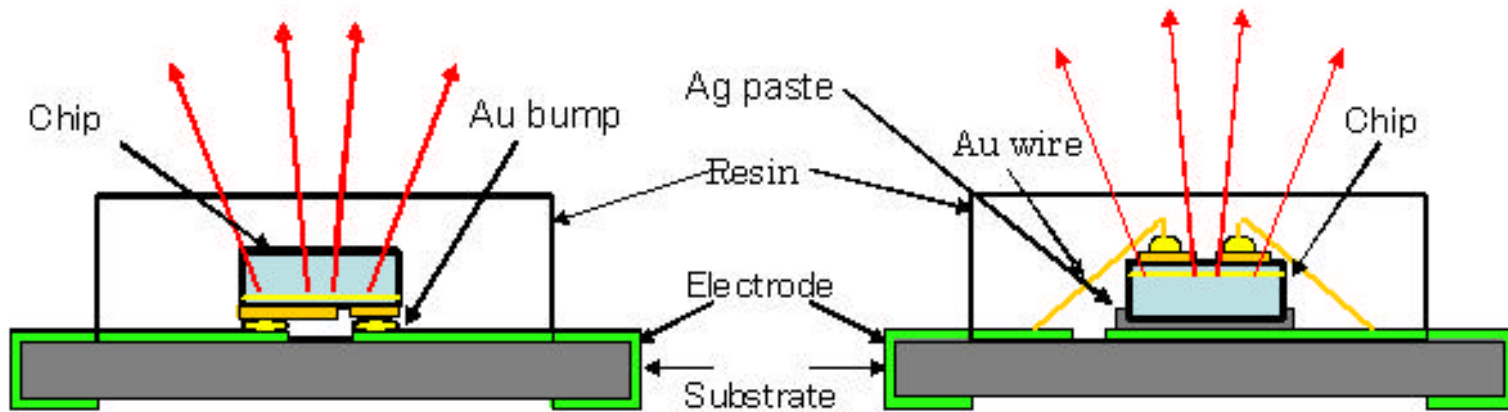 Chip
Au bump
Ag paste
Au wire
Chip
Resin
Electrode
Substrate